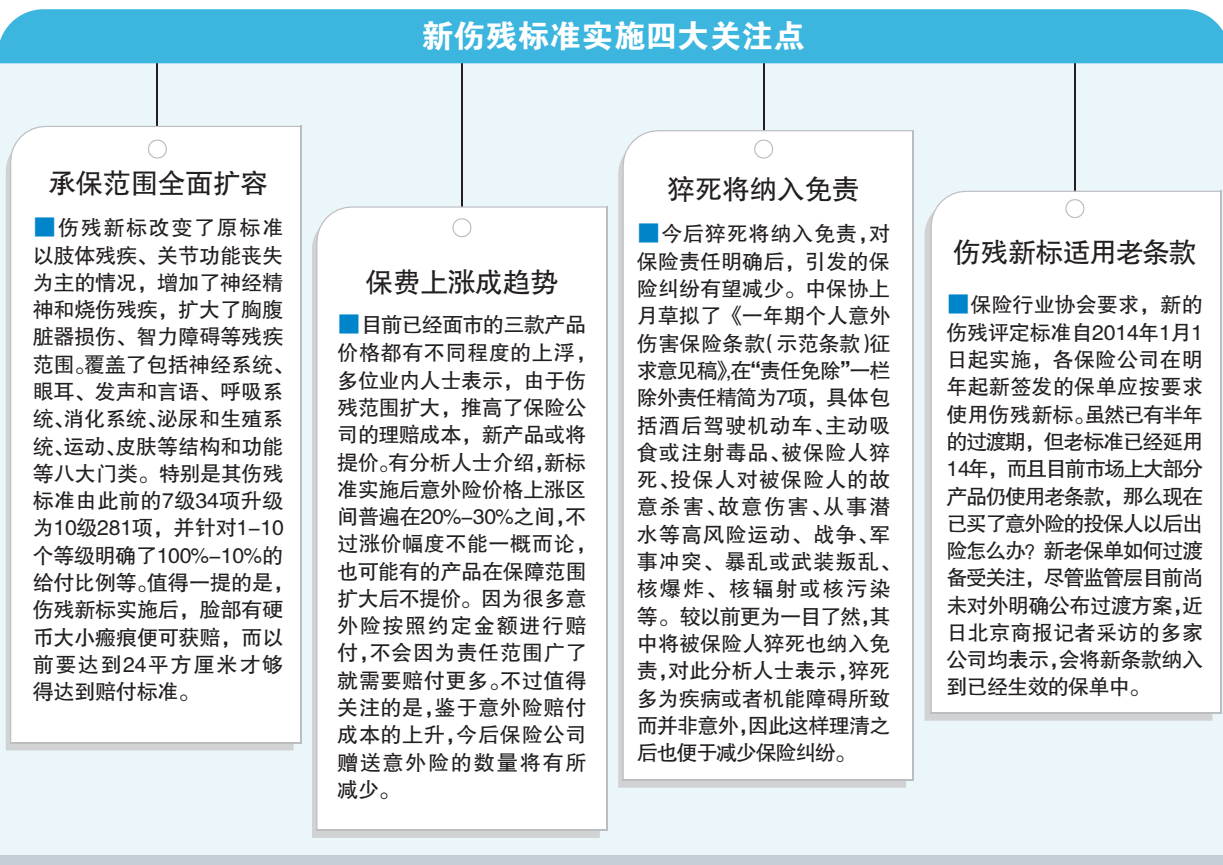 新伤残标准实施四大关注点
承保范围全面扩容
■伤残新标改变了原标准
以肢体残疾、关节功能丧失
为主的情况，增加了神经精
神和烧伤残疾，扩大了胸腹
脏器损伤、智力障碍等残疾
范围。覆盖了包括神经系统、
眼耳、发声和言语、呼吸系
统、消化系统、泌尿和生殖系
统、运动、皮肤等结构和功能
等八大门类。特别是其伤残
标准由此前的7级34项升级
为10级281项，并针对1-10
个等级明确了100%-10%的
给付比例等。值得一提的是，
伤残新标实施后，脸部有硬
币大小瘢痕便可获赔，而以
前要达到24平方厘米才够
得达到赔付标准。
保费上涨成趋势
■目前已经面市的三款产品
价格都有不同程度的上浮，
多位业内人士表示，由于伤
残范围扩大，推高了保险公
司的理赔成本，新产品或将
提价。有分析人士介绍，新标
准实施后意外险价格上涨区
间普遍在20%-30%之间，不
过涨价幅度不能一概而论，
也可能有的产品在保障范围
扩大后不提价。因为很多意
外险按照约定金额进行赔
付，不会因为责任范围广了
就需要赔付更多。不过值得
关注的是，鉴于意外险赔付
成本的上升，今后保险公司
赠送意外险的数量将有所
减少。
猝死将纳入免责
■今后猝死将纳入免责，对
保险责任明确后，引发的保
险纠纷有望减少。中保协上
月草拟了《一年期个人意外
伤害保险条款(示范条款)征
求意见稿》，在“责任免除”一栏
除外责任精简为7项，具体包
括酒后驾驶机动车、主动吸
食或注射毒品、被保险人猝
死、投保人对被保险人的故
意杀害、故意伤害、从事潜
水等高风险运动、战争、军
事冲突、暴乱或武装叛乱、
核爆炸、核辐射或核污染
等。较以前更为一目了然，其
中将被保险人猝死也纳入免
责，对此分析人士表示，猝死
多为疾病或者机能障碍所致
而并非意外，因此这样理清之
后也便于减少保险纠纷。
伤残新标适用老条款
■保险行业协会要求，新的
伤残评定标准自2014年1月1
日起实施，各保险公司在明
年起新签发的保单应按要求
使用伤残新标。虽然已有半年
的过渡期，但老标准已经延用
14年，而且目前市场上大部分
产品仍使用老条款，那么现在
已买了意外险的投保人以后出
险怎么办？新老保单如何过渡
备受关注，尽管监管层目前尚
未对外明确公布过渡方案，近
日北京商报记者采访的多家
公司均表示，会将新条款纳入
到已经生效的保单中。